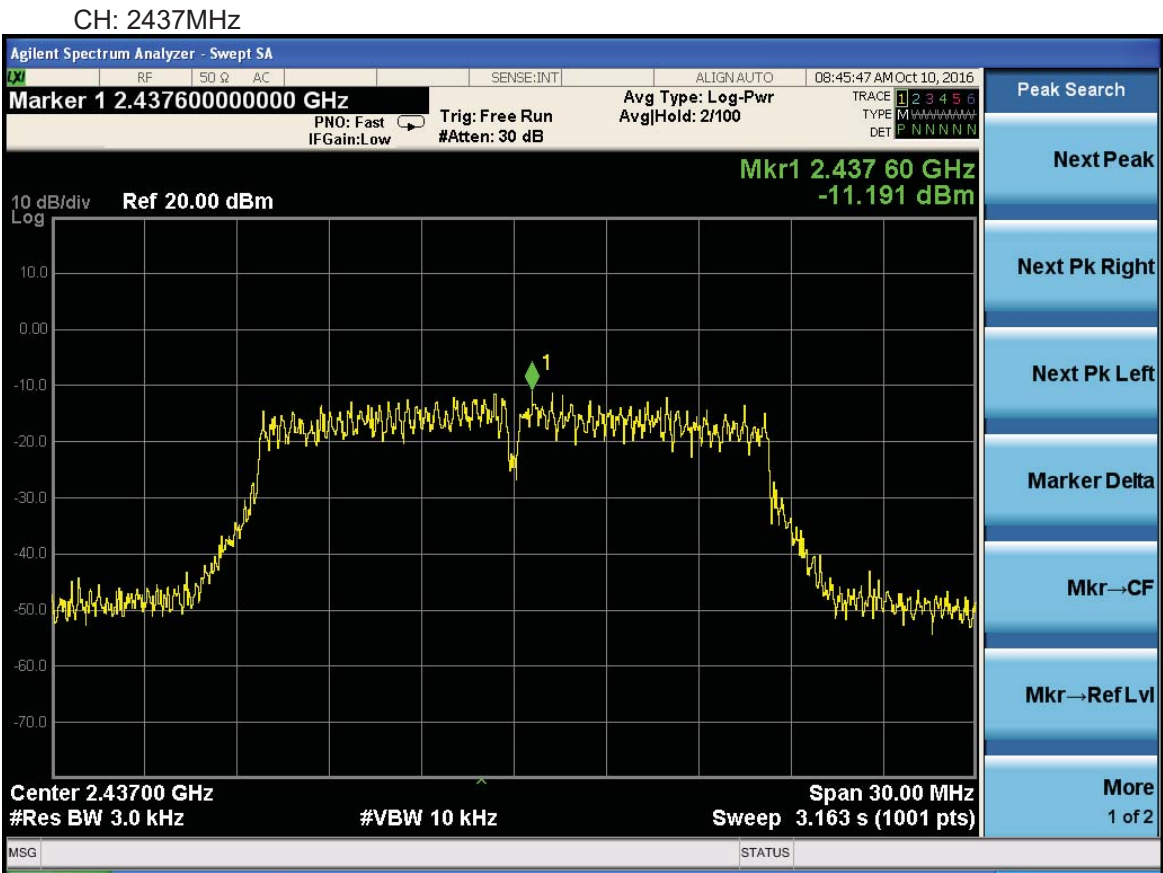 CH: 2437MHz
Agilent Spectrum Analyzer - Swept SA
LXI RF 50 Ω AC SENSE:INT ALIGN AUTO 08:45:47 AM Oct 10, 2016
Marker 1 2.437600000000 GHz
PNO: Fast
IFGain:Low
Trig: Free Run
#Atten: 30 dB
Avg Type: Log-Pwr
Avg|Hold: 2/100
TRACE 1 2 3 4 5 6
TYPE M
DET P N N N N N
Mkr1 2.437 60 GHz
-11.191 dBm
10 dB/div Ref 20.00 dBm
Log
10.0
0.00
-10.0
-20.0
-30.0
-40.0
-50.0
-60.0
-70.0
1
Center 2.43700 GHz Span 30.00 MHz
#Res BW 3.0 kHz #VBW 10 kHz Sweep 3.163 s (1001 pts)
MSG STATUS
Peak Search
Next Peak
Next Pk Right
Next Pk Left
Marker Delta
Mkr→CF
Mkr→Ref Lvl
More
1 of 2